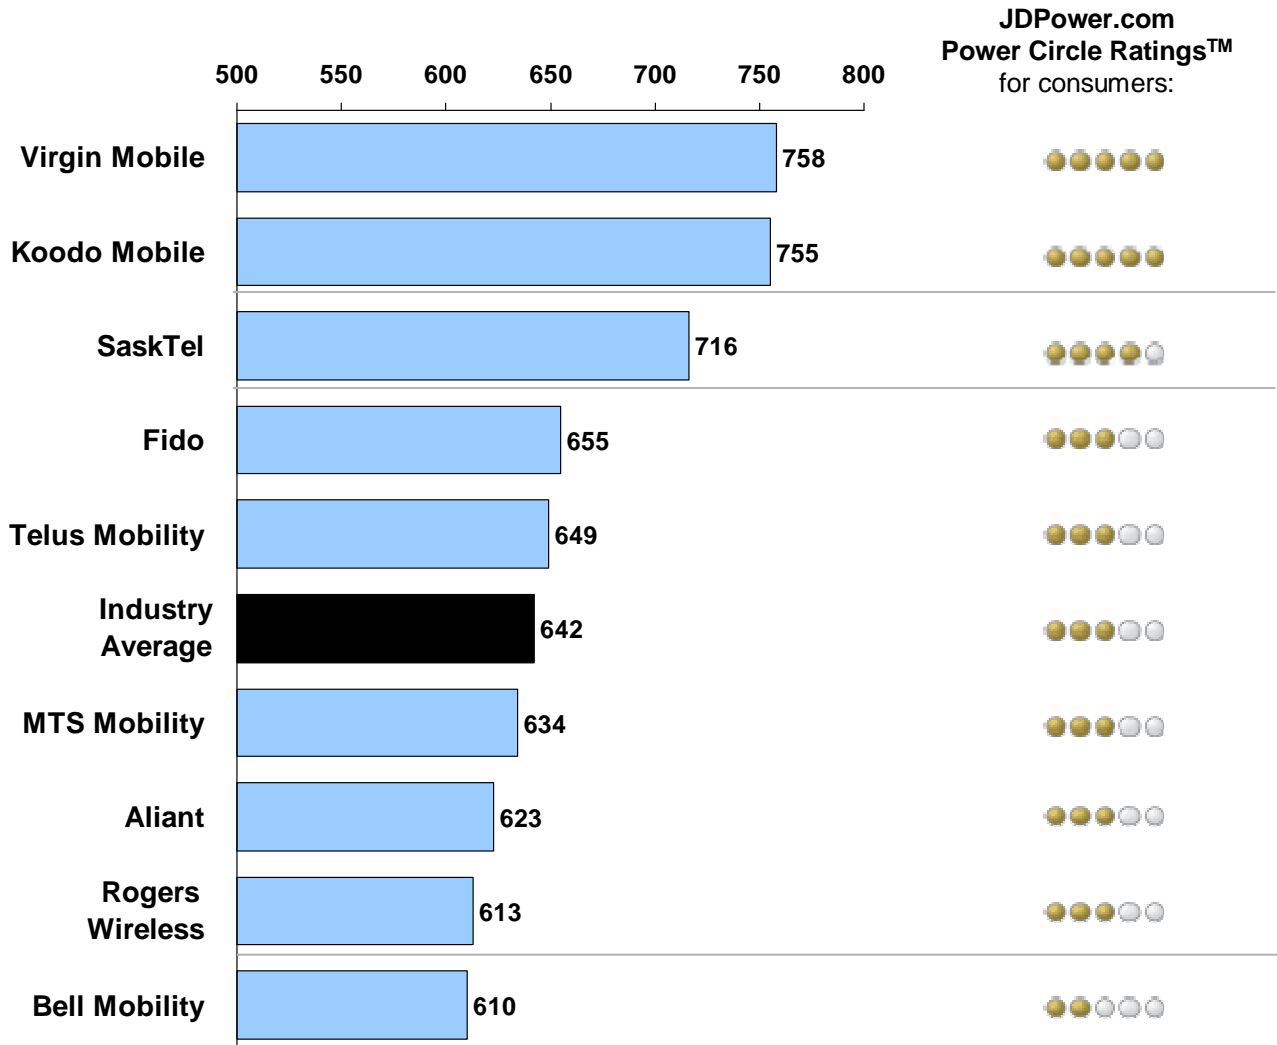 JDPower.com
Power Circle Ratings™
for consumers:
500 550 600 650 700 750 800
Virgin Mobile 758
Koodo Mobile 755
SaskTel 716
Fido 655
Telus Mobility 649
Industry
Average 642
MTS Mobility 634
Aliant 623
Rogers
Wireless 613
Bell Mobility 610